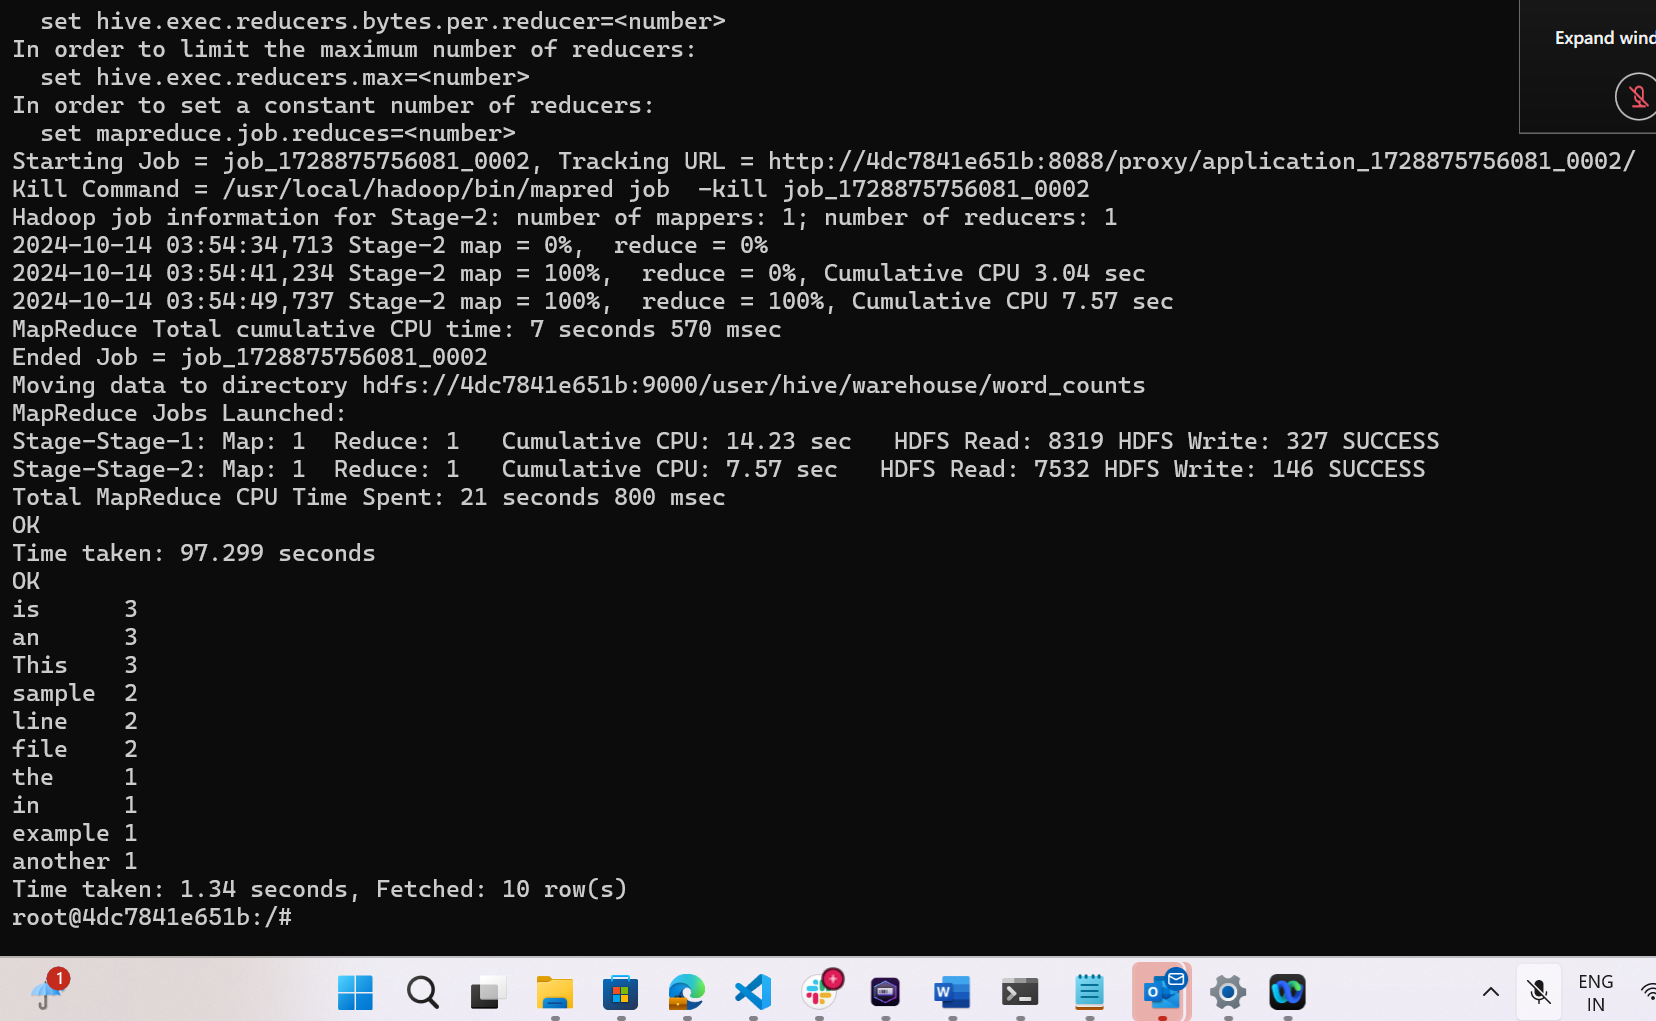 set hive.exec.reducers.bytes.per.reducer=<number>
In order to limit the maximum number of reducers:
  set hive.exec.reducers.max=<number>
In order to set a constant number of reducers:
  set mapreduce.job.reduces=<number>
Starting Job = job_1728875756081_0002, Tracking URL = http://4dc7841e651b:8088/proxy/application_1728875756081_0002/
Kill Command = /usr/local/hadoop/bin/mapred job  -kill job_1728875756081_0002
Hadoop job information for Stage-2: number of mappers: 1; number of reducers: 1
2024-10-14 03:54:34,713 Stage-2 map = 0%,  reduce = 0%
2024-10-14 03:54:41,234 Stage-2 map = 100%,  reduce = 0%, Cumulative CPU 3.04 sec
2024-10-14 03:54:49,737 Stage-2 map = 100%,  reduce = 100%, Cumulative CPU 7.57 sec
MapReduce Total cumulative CPU time: 7 seconds 570 msec
Ended Job = job_1728875756081_0002
Moving data to directory hdfs://4dc7841e651b:9000/user/hive/warehouse/word_counts
MapReduce Jobs Launched:
Stage-Stage-1: Map: 1  Reduce: 1   Cumulative CPU: 14.23 sec   HDFS Read: 8319 HDFS Write: 327 SUCCESS
Stage-Stage-2: Map: 1  Reduce: 1   Cumulative CPU: 7.57 sec   HDFS Read: 7532 HDFS Write: 146 SUCCESS
Total MapReduce CPU Time Spent: 21 seconds 800 msec
OK
Time taken: 97.299 seconds
OK
is      3
an      3
This    3
sample  2
line    2
file    2
the     1
in      1
example 1
another 1
Time taken: 1.34 seconds, Fetched: 10 row(s)
root@4dc7841e651b:/#
Expand wind
1
W
O
ENG
IN